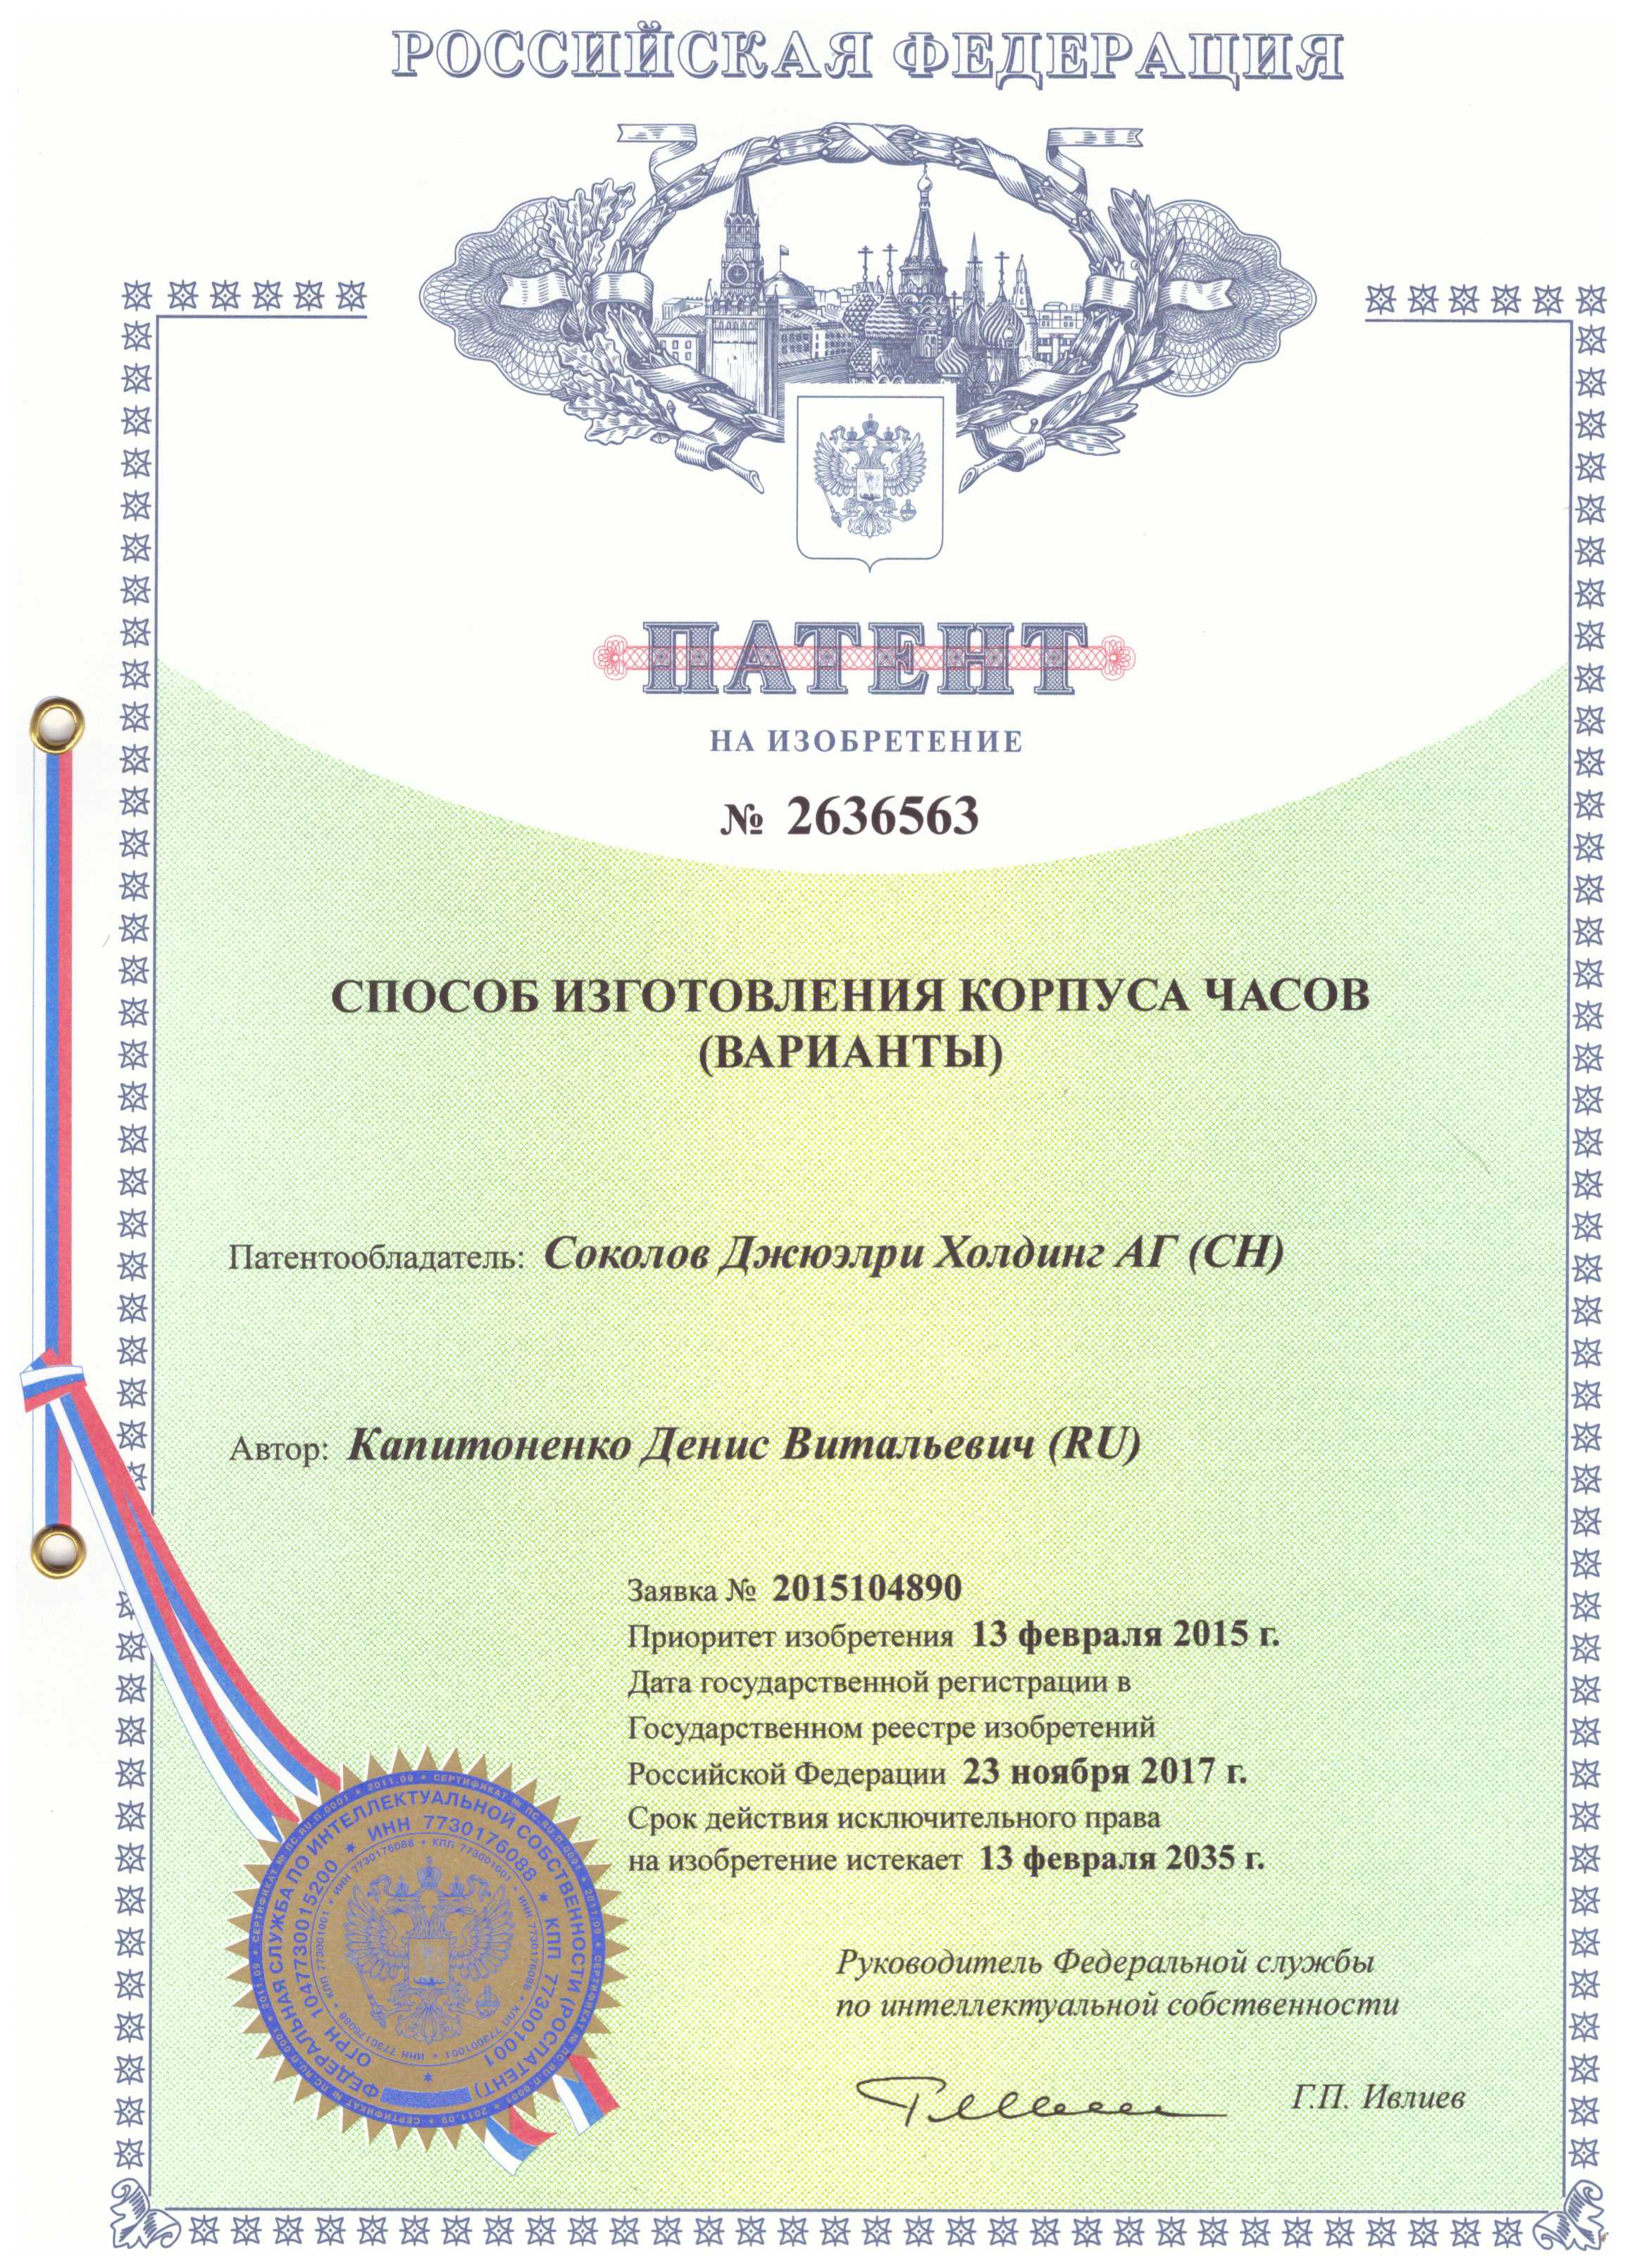 РОССИЙСКАЯ ФЕДЕРАЦИЯ
ПАТЕНТ
НА ИЗОБРЕТЕНИЕ
№ 2636563
СПОСОБ ИЗГОТОВЛЕНИЯ КОРПУСА ЧАСОВ
(ВАРИАНТЫ)
Патентообладатель: Соколов Джюэлри Холдинг АГ (CH)
Автор: Капитоненко Денис Витальевич (RU)
Заявка № 2015104890
Приоритет изобретения 13 февраля 2015 г.
Дата государственной регистрации в
Государственном реестре изобретений
Российской Федерации 23 ноября 2017 г.
Срок действия исключительного права
на изобретение истекает 13 февраля 2035 г.
Руководитель Федеральной службы
по интеллектуальной собственности
Г.П. Ивлиев
ФЕДЕРАЛЬНАЯ СЛУЖБА ПО ИНТЕЛЛЕКТУАЛЬНОЙ СОБСТВЕННОСТИ (РОСПАТЕНТ)
ОГРН 1047730015200 * ИНН 7730176088 * КПП 773001001